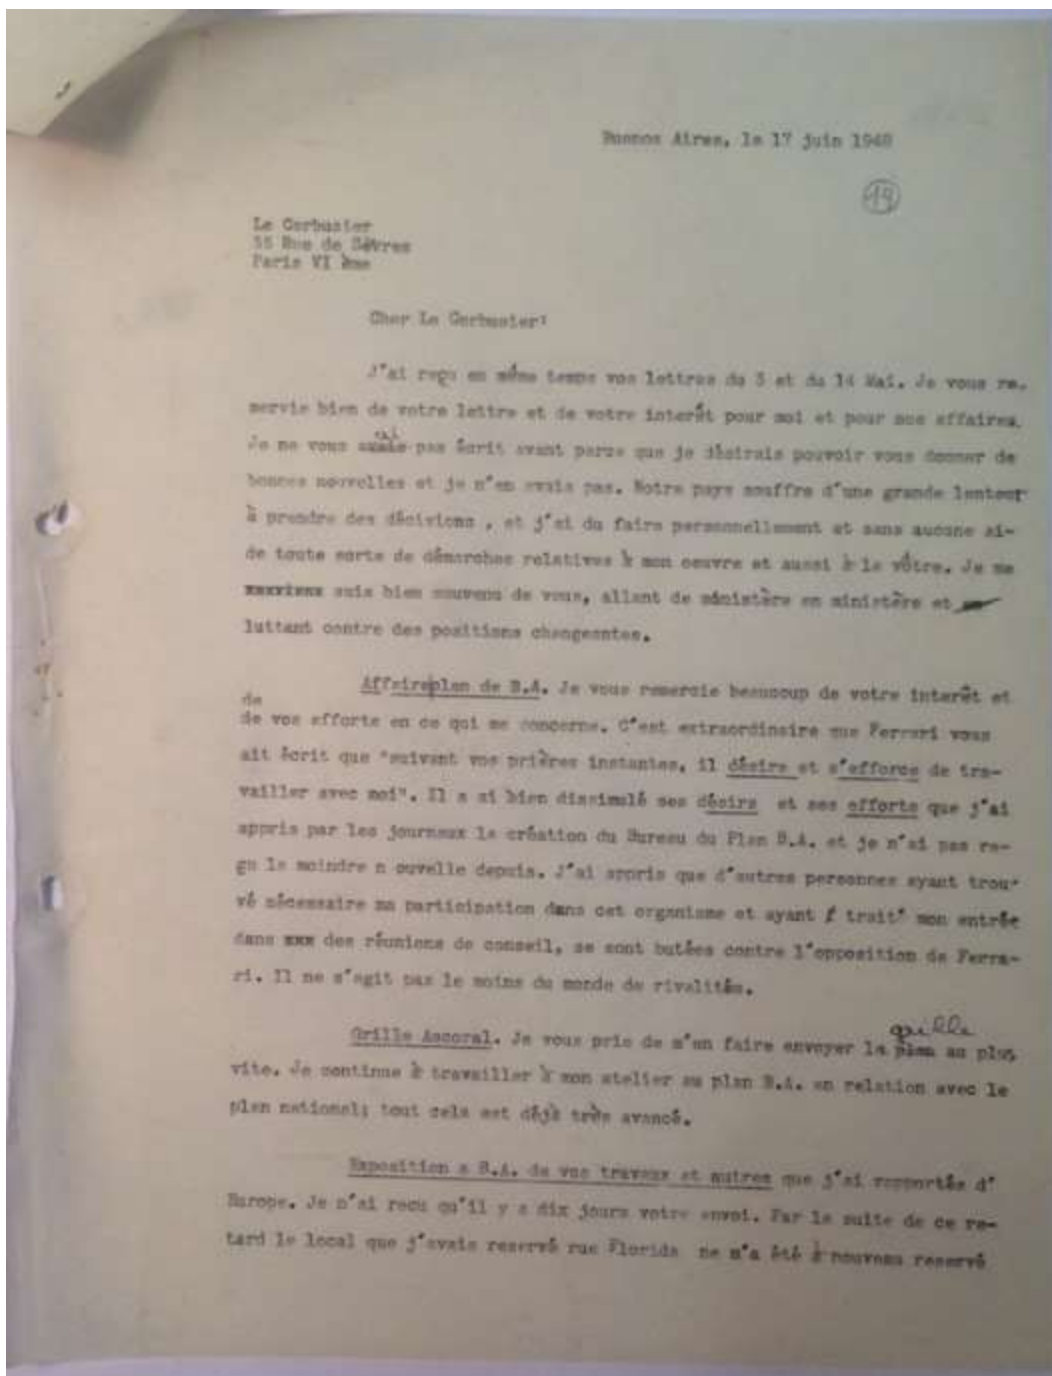 Buenos Aires, le 17 juin 1948
19
Le Corbusier
35 Rue de Sèvres
Paris VI ème
Cher Le Corbusier:
J'ai reçu en même temps vos lettres du 3 et du 14 Mai. Je vous re-
mercie bien de votre lettre et de votre interêt pour moi et pour nos affaires.
Je ne vous ai pas écrit avant parce que je désirais pouvoir vous donner de
bonnes nouvelles et je n'en avais pas. Notre pays souffre d'une grande lenteur
à prendre des décisions , et j'ai du faire personnellement et sans aucune ai-
de toute sorte de démarches relatives à mon oeuvre et aussi à la vôtre. Je me
xxxxxxxx suis bien souvenu de vous, allant de ministère en ministère et
luttant contre des positions changeantes.
Affaire plan de B.A. Je vous remercie beaucoup de votre interêt et
de
de vos efforts en ce qui me concerne. C'est extraordinaire que Ferrari vous
ait écrit que "suivant vos prières instantes, il désire et s'efforce de tra-
vailler avec moi". Il a si bien dissimulé ses désirs et ses efforts que j'ai
appris par les journaux la création du Bureau du Plan B.A. et je n'ai pas re-
çu le moindre n ouvelle depuis. J'ai appris que d'autres personnes ayant trou-
vé nécessaire ma participation dans cet organisme et ayant trait' mon entrée
dans xxx des réunions de conseil, se sont butées contre l'opposition de Ferra-
ri. Il ne s'agit pas le moins du monde de rivalités.
Grille Ascoral. Je vous prie de m'en faire envoyer la plan grille au plus
vite. Je continue à travailler à mon atelier au plan B.A. en relation avec le
plan national; tout cela est déjà très avancé.
Exposition a B.A. de vos travaux et autres que j'ai rapportés d'
Europe. Je n'ai recu qu'il y a dix jours votre envoi. Par la suite de ce re-
tard le local que j'avais reservé rue Florida ne m'a été à nouveau reservé